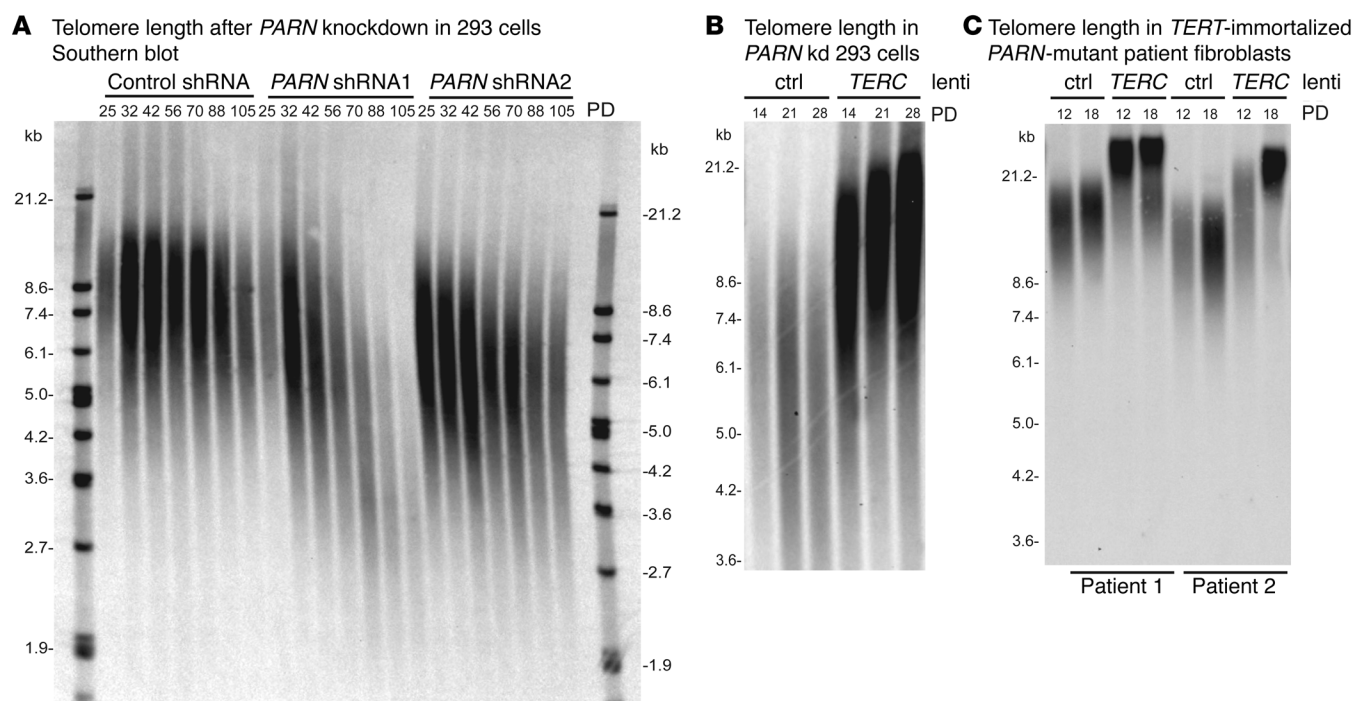 A Telomere length after PARN knockdown in 293 cells
Southern blot
Control shRNA PARN shRNA1 PARN shRNA2
25 32 42 56 70 88 105 25 32 42 56 70 88 105 25 32 42 56 70 88 105 PD
kb
21.2-
8.6-
7.4-
6.1-
5.0-
4.2-
3.6-
2.7-
1.9-
kb
-21.2
-8.6
-7.4
-6.1
-5.0
-4.2
-3.6
-2.7
-1.9
B Telomere length in
PARN kd 293 cells
ctrl TERC lenti
14 21 28 14 21 28 PD
kb
21.2-
8.6-
7.4-
6.1-
5.0-
4.2-
3.6-
C Telomere length in TERT-immortalized
PARN-mutant patient fibroblasts
ctrl TERC ctrl TERC lenti
12 18 12 18 12 18 12 18 PD
kb
21.2-
8.6-
7.4-
6.1-
5.0-
4.2-
3.6-
Patient 1 Patient 2